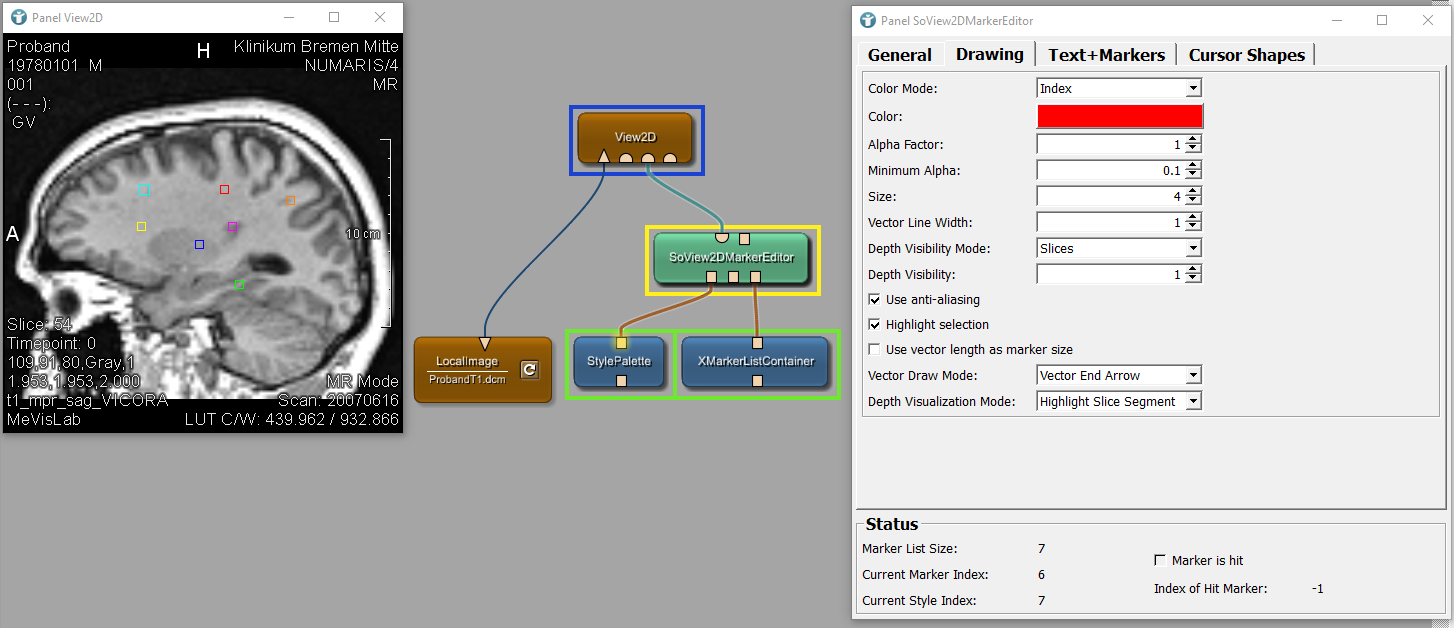 Panel View2D
Proband
19780101 M
001
(- - -):
GV
H
Klinikum Bremen Mitte
NUMARIS/4
MR
A
10 cm
Slice: 54
Timepoint: 0
109,91,80,Gray,1
1.953,1.953,2.000
t1_mpr_sag_VICORA
MeVisLab
MR Mode
Scan: 20070616
LUT C/W: 439.962 / 932.866
View2D
SoView2DMarkerEditor
LocalImage
ProbandT1.dcm
StylePalette
XMarkerListContainer
Panel SoView2DMarkerEditor
General Drawing Text+Markers Cursor Shapes
Color Mode: Index
Color:
Alpha Factor: 1
Minimum Alpha: 0.1
Size: 4
Vector Line Width: 1
Depth Visibility Mode: Slices
Depth Visibility: 1
Use anti-aliasing
Highlight selection
Use vector length as marker size
Vector Draw Mode: Vector End Arrow
Depth Visualization Mode: Highlight Slice Segment
Status
Marker List Size: 7
Current Marker Index: 6
Current Style Index: 7
Marker is hit
Index of Hit Marker: -1